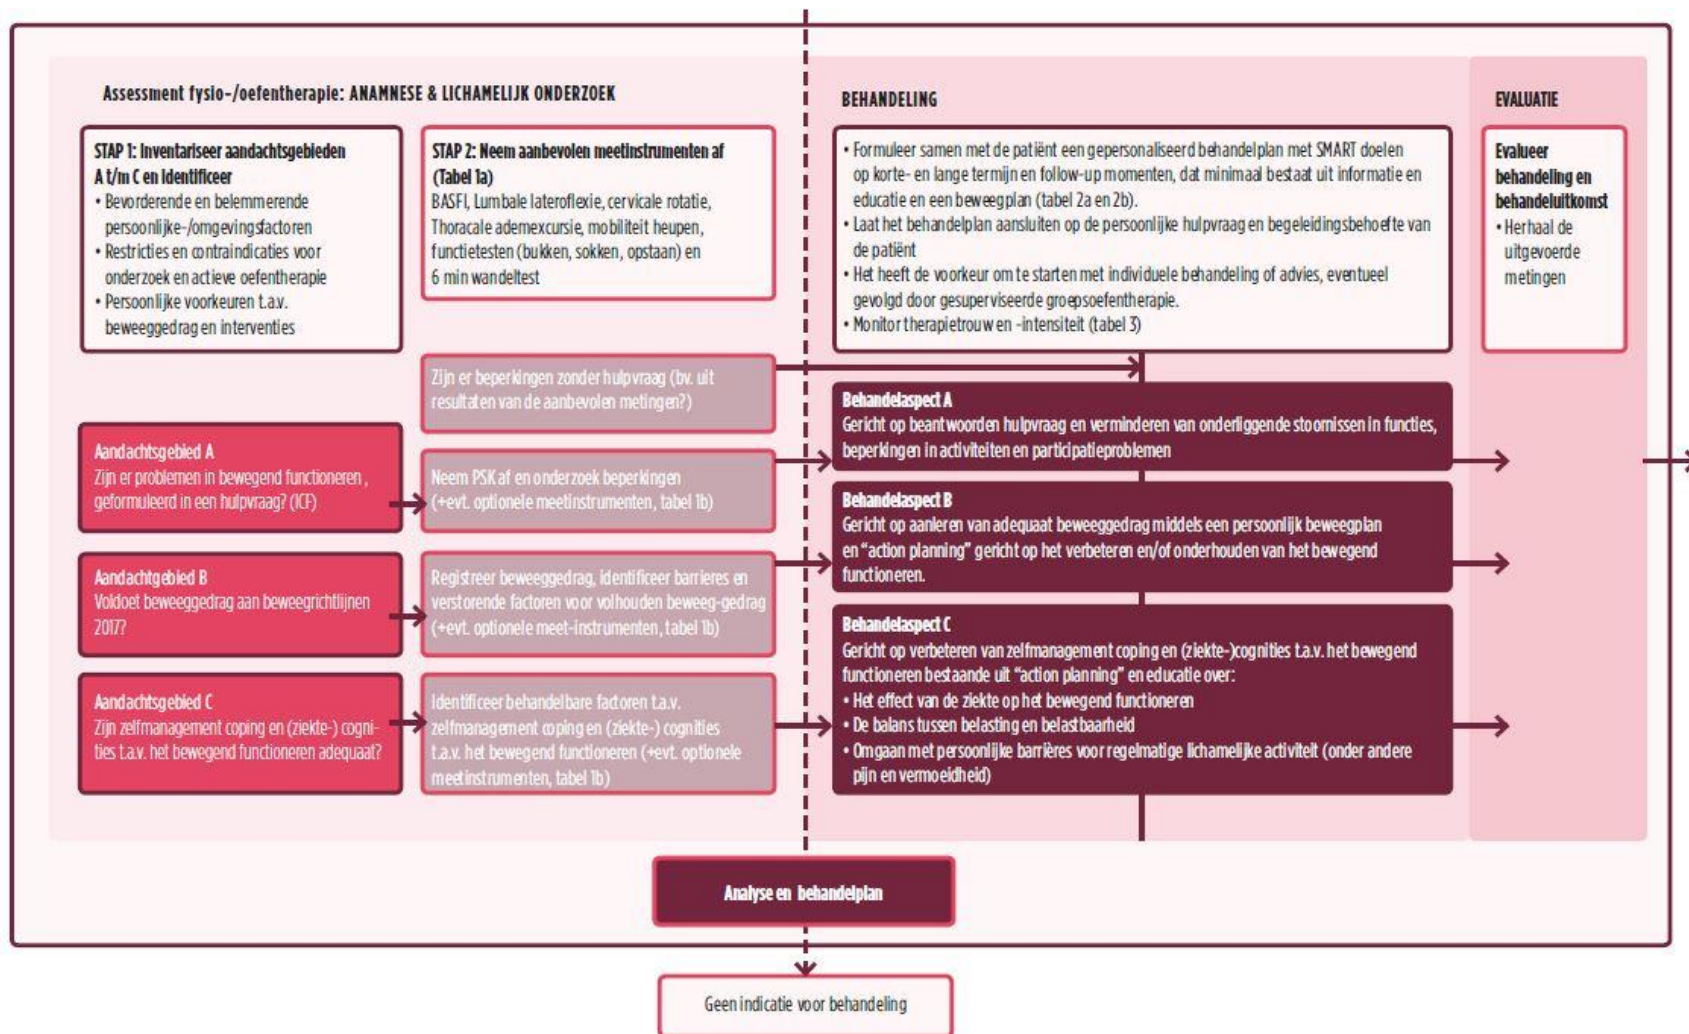 Assessment fysio-/oefentherapie: ANAMNESE & LICHAMELIJK ONDERZOEK
STAP 1: Inventariseer aandachtsgebieden
A t/m C en identificeer
• Bevorderende en belemmerende
persoonlijke-/omgevingsfactoren
• Restricties en contraindicaties voor
onderzoek en actieve oefentherapie
• Persoonlijke voorkeuren t.a.v.
beweeggedrag en interventies
STAP 2: Neem aanbevolen meetinstrumenten af
(Tabel 1a)
BASFI, Lumbale lateroflexie, cervicale rotatie,
Thoracale ademexcursie, mobiliteit heupen,
functietesten (bukken, sokken, opstaan) en
6 min wandeltest
Zijn er beperkingen zonder hulpvraag (bv. uit
resultaten van de aanbevolen metingen?)
Aandachtsgebied A
Zijn er problemen in bewegend functioneren ,
geformuleerd in een hulpvraag? (ICF)
Neem PSK af en onderzoek beperkingen
(+evt. optionele meetinstrumenten, tabel 1b)
Aandachtgebied B
Voldoet beweeggedrag aan beweegrichtlijnen
2017?
Registreer beweeggedrag, identificeer barrieres en
verstorende factoren voor volhouden beweeg-gedrag
(+evt. optionele meet-instrumenten, tabel 1b)
Aandachtsgebied C
Zijn zelfmanagement coping en (ziekte-) cogni-
ties t.a.v. het bewegend functioneren adequaat?
Identificeer behandelbare factoren t.a.v.
zelfmanagement coping en (ziekte-) cognities
t.a.v. het bewegend functioneren (+evt. optionele
meetinstrumenten, tabel 1b)
BEHANDELING
• Formuleer samen met de patiënt een gepersonaliseerd behandelplan met SMART doelen
op korte- en lange termijn en follow-up momenten, dat minimaal bestaat uit informatie en
educatie en een beweegplan (tabel 2a en 2b).
• Laat het behandelplan aansluiten op de persoonlijke hulpvraag en begeleidingsbehoefte van
de patiënt
• Het heeft de voorkeur om te starten met individuele behandeling of advies, eventueel
gevolgd door gesuperviseerde groepsoefentherapie.
• Monitor therapietrouw en -intensiteit (tabel 3)
Behandelaspect A
Gericht op beantwoorden hulpvraag en verminderen van onderliggende stoornissen in functies,
beperkingen in activiteiten en participatieproblemen
Behandelaspect B
Gericht op aanleren van adequaat beweeggedrag middels een persoonlijk beweegplan
en “action planning” gericht op het verbeteren en/of onderhouden van het bewegend
functioneren.
Behandelaspect C
Gericht op verbeteren van zelfmanagement coping en (ziekte-)cognities t.a.v. het bewegend
functioneren bestaande uit “action planning” en educatie over:
• Het effect van de ziekte op het bewegend functioneren
• De balans tussen belasting en belastbaarheid
• Omgaan met persoonlijke barrières voor regelmatige lichamelijke activiteit (onder andere
pijn en vermoeidheid)
EVALUATIE
Evalueer
behandeling en
behandeluitkomst
• Herhaal de
uitgevoerde
metingen
Analyse en behandelplan
Geen indicatie voor behandeling